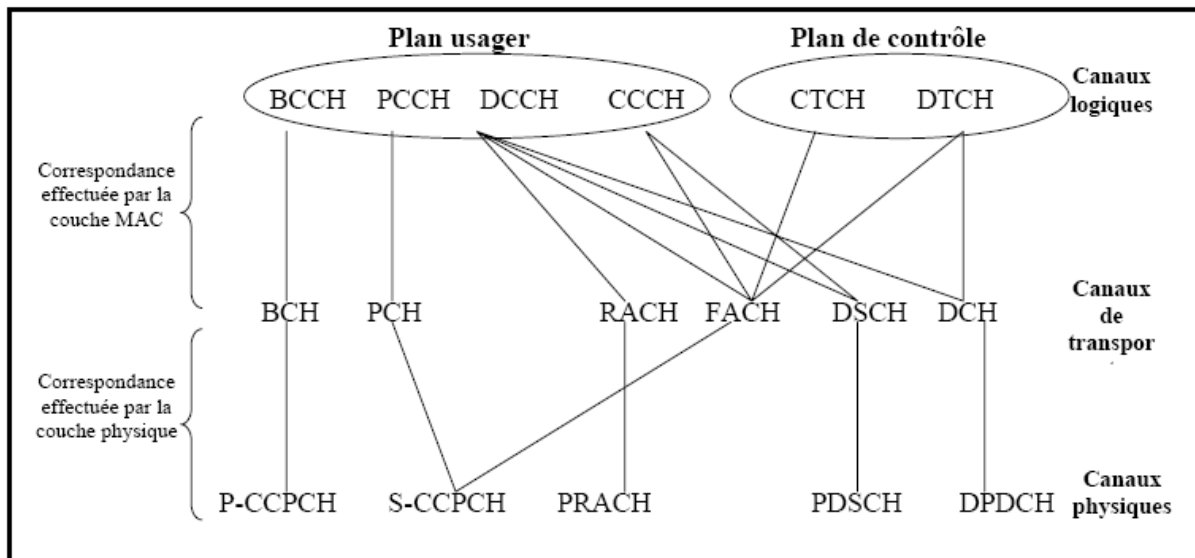 Plan usager
Plan de contrôle
BCCH PCCH DCCH CCCH
CTCH DTCH
Canaux
logiques
Correspondance
effectuée par la
couche MAC
BCH PCH RACH FACH DSCH DCH
Canaux
de
transpor
Correspondance
effectuée par la
couche physique
P-CCPCH S-CCPCH PRACH PDSCH DPDCH
Canaux
physiques